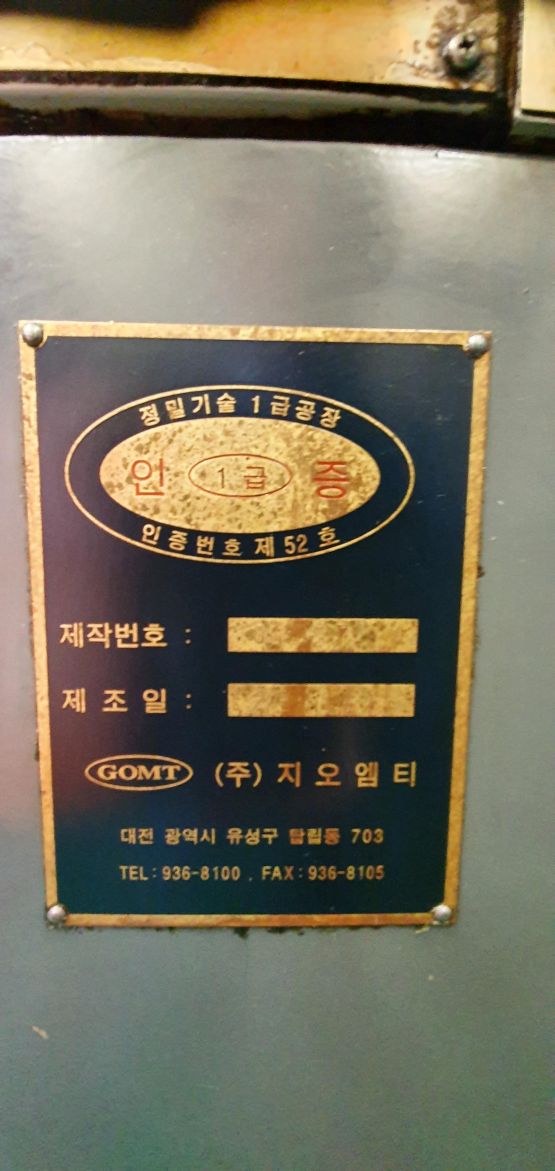 정밀기술 1급공장
인 1급 증
인증번호 제 52 호
제작번호 :
제 조 일 :
GOMT (주) 지 오 엠 티
대전 광역시 유성구 탑립동 703
TEL : 936-8100 . FAX : 936-8105